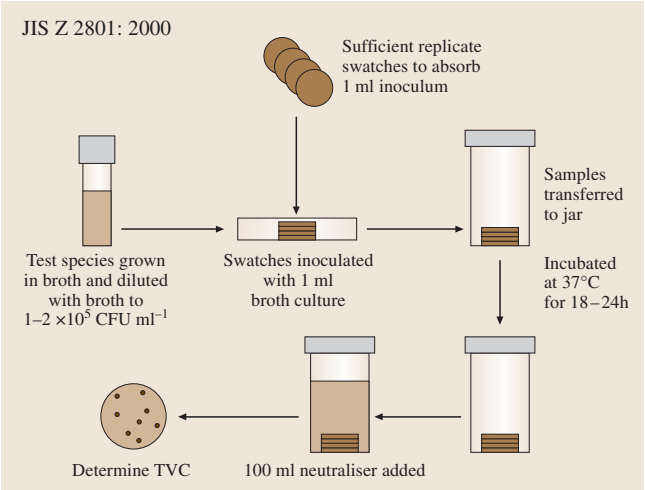 JIS Z 2801: 2000
Sufficient replicate
swatches to absorb
1 ml inoculum
Samples
transferred
to jar
Test species grown
in broth and diluted
with broth to
1–2 ×10⁵ CFU ml⁻¹
Swatches inoculated
with 1 ml
broth culture
Incubated
at 37°C
for 18–24h
Determine TVC
100 ml neutraliser added